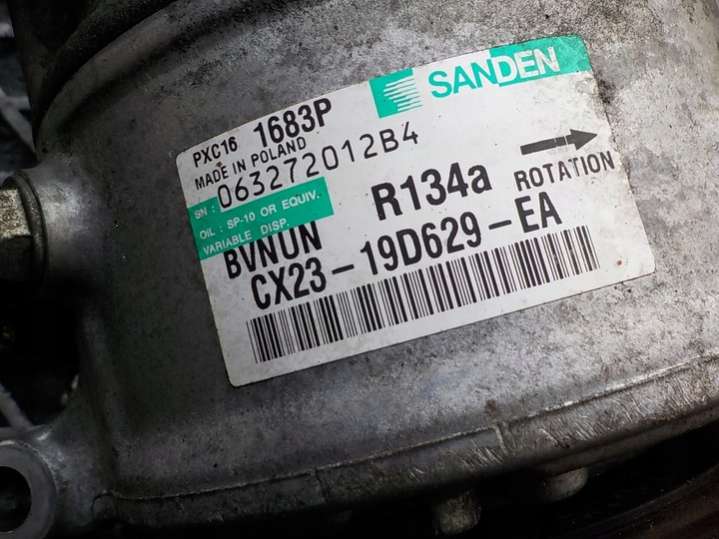 SANDEN
PXC16 1683P
MADE IN POLAND
SN : 063272012B4
OIL : SP-10 OR EQUIV.
VARIABLE DISP.
R134a
ROTATION
BVNUN
CX23-19D629-EA